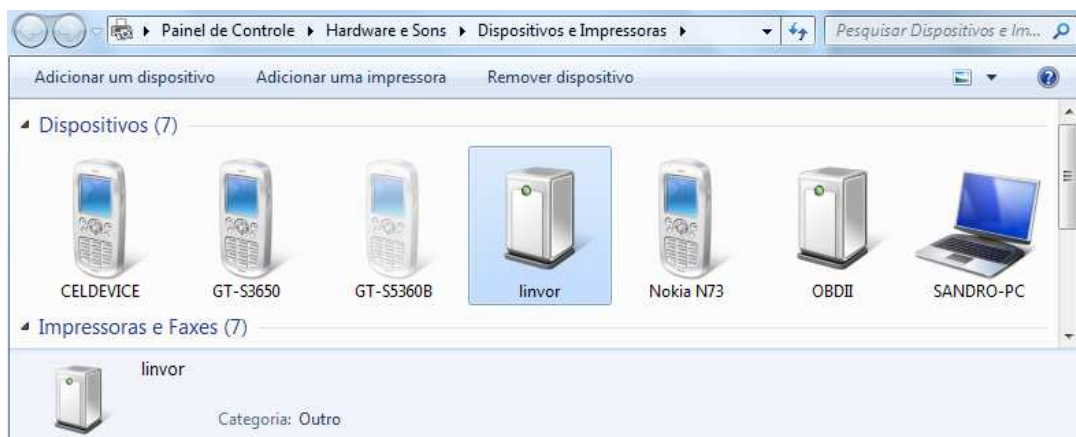 Painel de Controle Hardware e Sons Dispositivos e Impressoras Pesquisar Dispositivos e Im...
Adicionar um dispositivo Adicionar uma impressora Remover dispositivo
Dispositivos (7)
CELDEVICE GT-S3650 GT-S5360B linvor Nokia N73 OBDII SANDRO-PC
Impressoras e Faxes (7)
linvor
Categoria: Outro